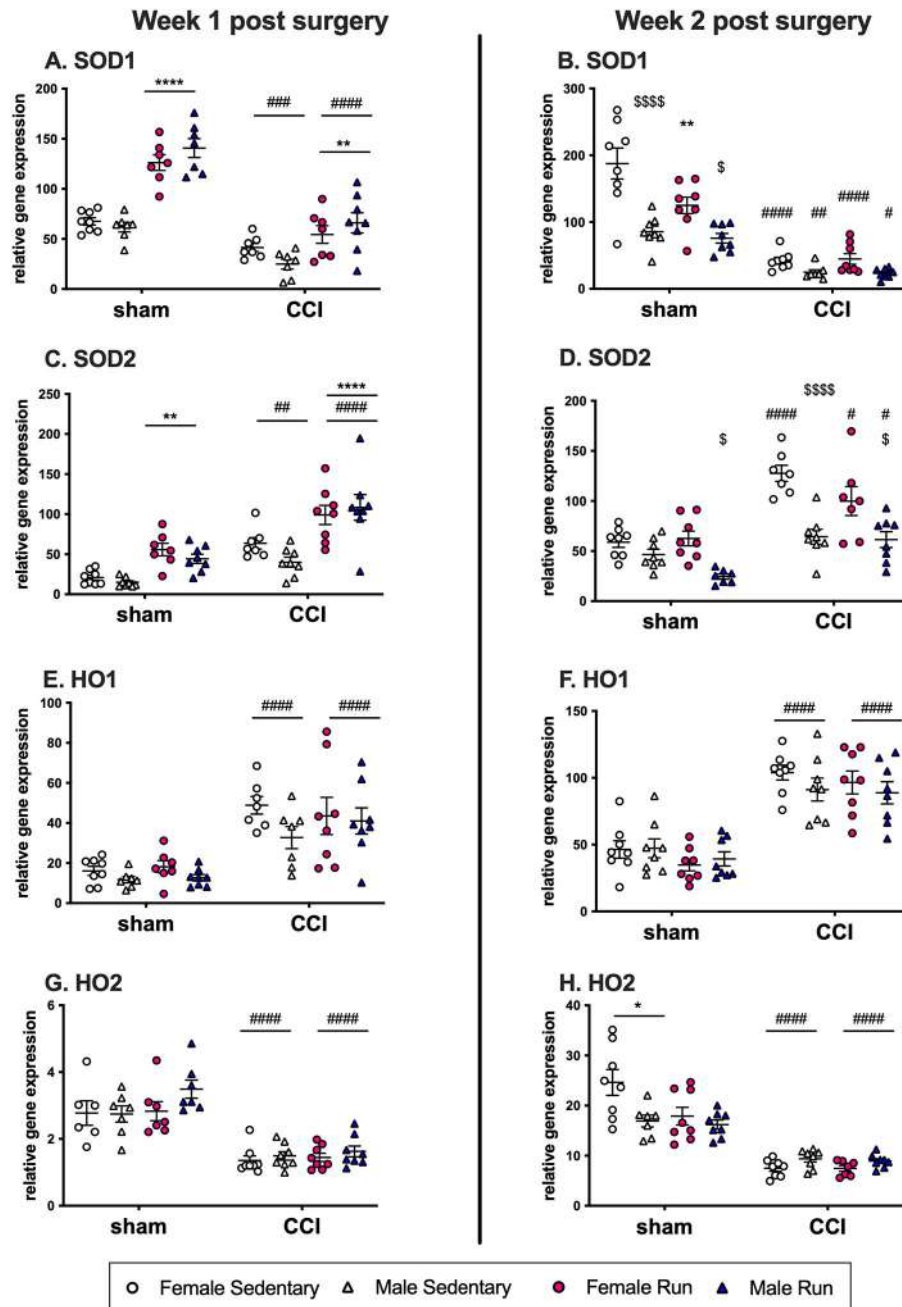 Week 1 post surgery
Week 2 post surgery
A. SOD1
relative gene expression
200
150
100
50
0
****
###
####
**
sham
CCI
B. SOD1
relative gene expression
300
200
100
0
$$$$
**
$
####
##
####
#
sham
CCI
C. SOD2
relative gene expression
250
200
150
100
50
0
**
##
****
####
sham
CCI
D. SOD2
relative gene expression
200
150
100
50
0
$
####
$$$$
#
#
$
sham
CCI
E. HO1
relative gene expression
100
80
60
40
20
0
####
####
sham
CCI
F. HO1
relative gene expression
150
100
50
0
####
####
sham
CCI
G. HO2
relative gene expression
6
4
2
0
####
####
sham
CCI
H. HO2
relative gene expression
40
30
20
10
0
*
####
####
sham
CCI
Female Sedentary
Male Sedentary
Female Run
Male Run